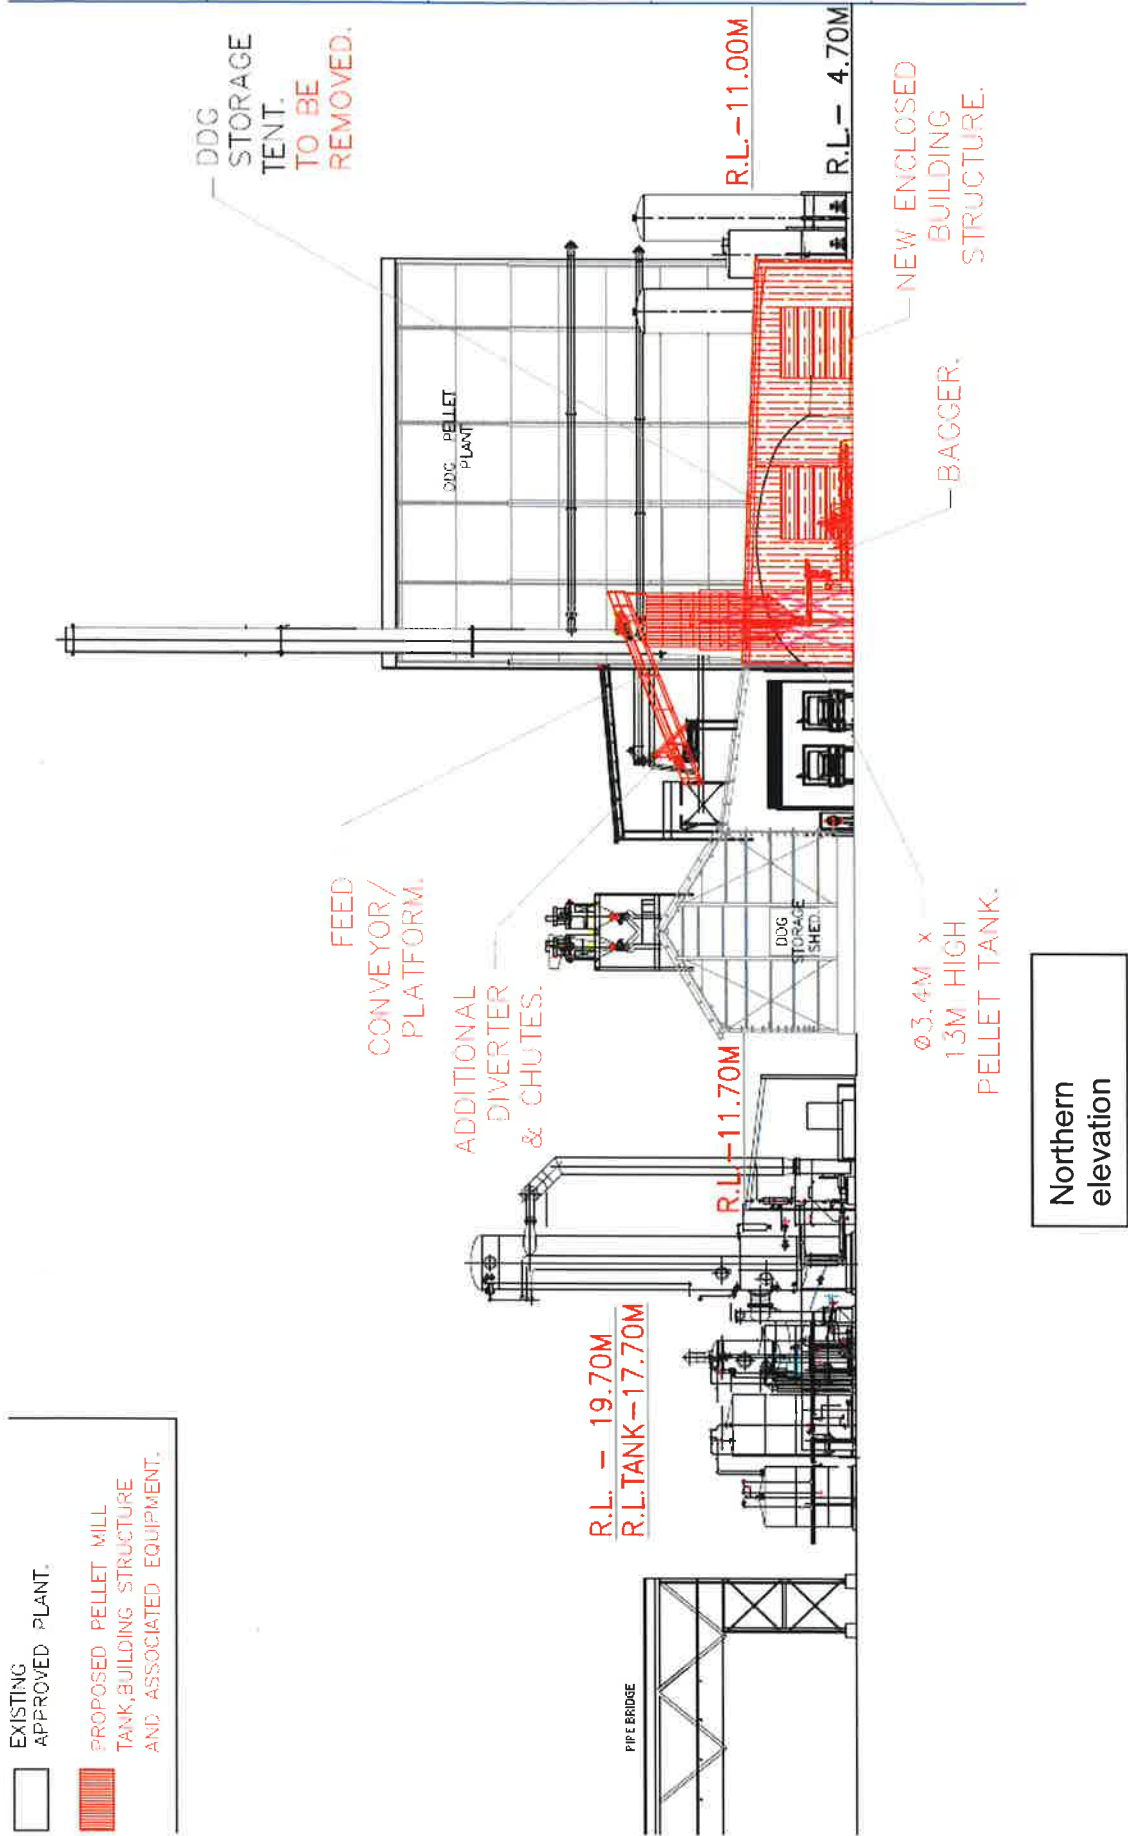 EXISTING
APPROVED PLANT.
PROPOSED PELLET MILL
TANK,BUILDING STRUCTURE
AND ASSOCIATED EQUIPMENT.
DDG
STORAGE
TENT.
TO BE
REMOVED.
FEED
CONVEYOR/
PLATFORM.
ADDITIONAL
DIVERTER
& CHUTES.
DDG PELLET
PLANT
R.L. - 19.70M
R.L.TANK-17.70M
R.L.-11.70M
R.L.-11.00M
R.L.- 4.70M
PIPE BRIDGE
DDG
STORAGE
SHED
Ø3.4M x
13M HIGH
PELLET TANK.
BAGGER.
NEW ENCLOSED
BUILDING
STRUCTURE.
Northern
elevation